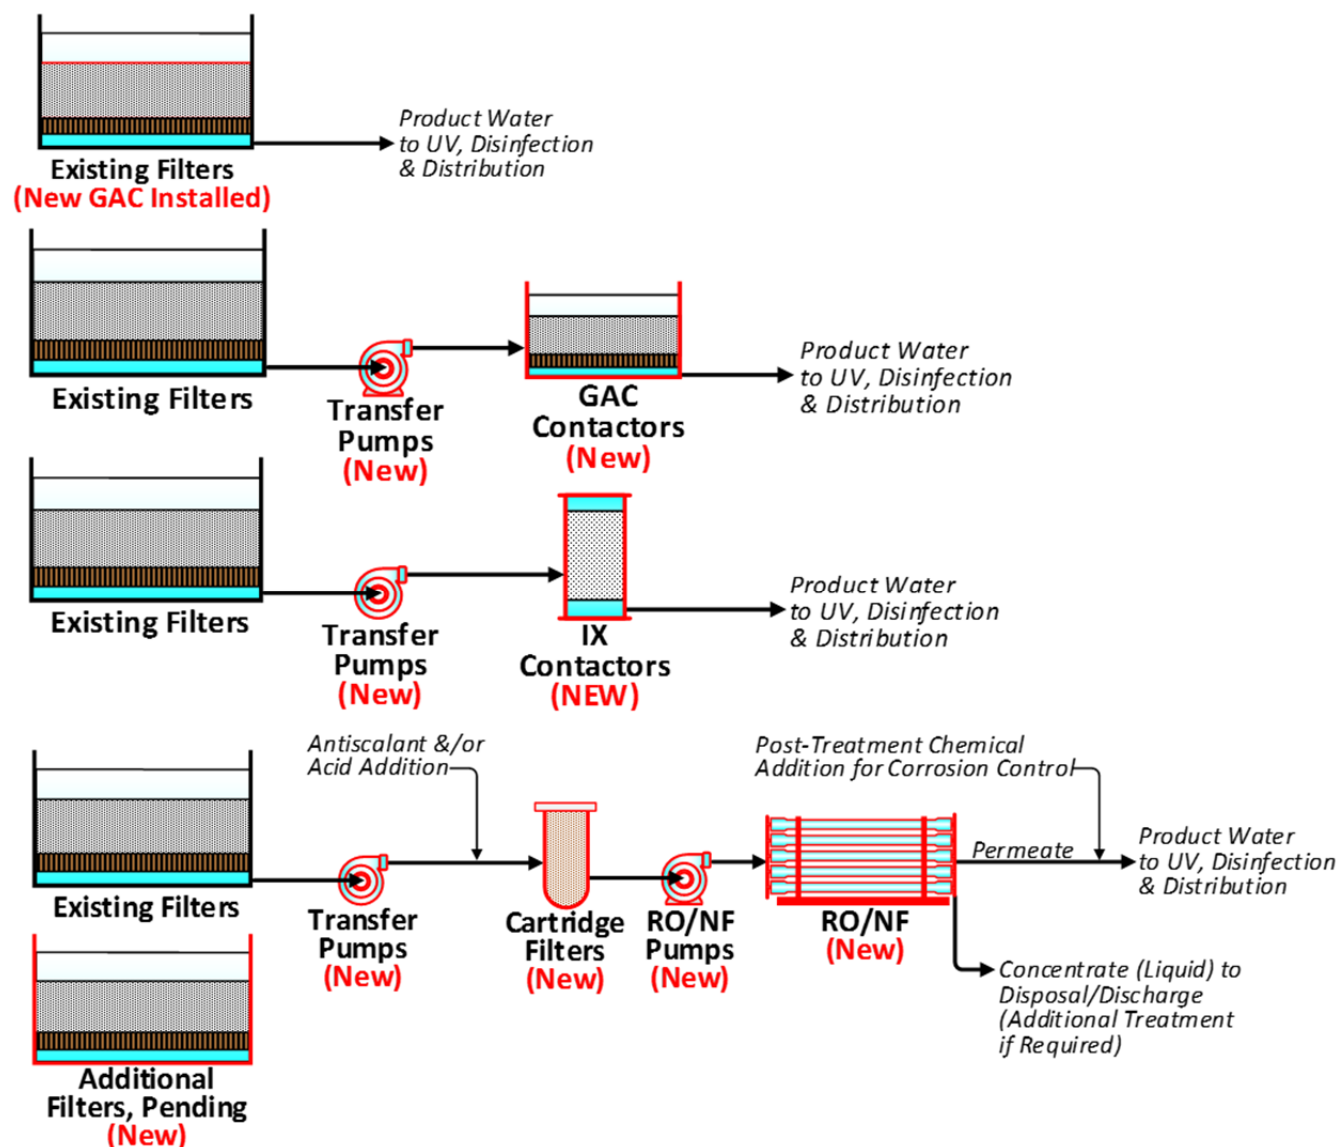 Product Water
to UV, Disinfection
& Distribution
Existing Filters
(New GAC Installed)
Existing Filters
Transfer
Pumps
(New)
GAC
Contactors
(New)
Product Water
to UV, Disinfection
& Distribution
Existing Filters
Transfer
Pumps
(New)
IX
Contactors
(NEW)
Product Water
to UV, Disinfection
& Distribution
Antiscalant &/or
Acid Addition
Post-Treatment Chemical
Addition for Corrosion Control
Existing Filters
Transfer
Pumps
(New)
Cartridge
Filters
(New)
RO/NF
Pumps
(New)
RO/NF
(New)
Permeate
Product Water
to UV, Disinfection
& Distribution
Concentrate (Liquid) to
Disposal/Discharge
(Additional Treatment
if Required)
Additional
Filters, Pending
(New)